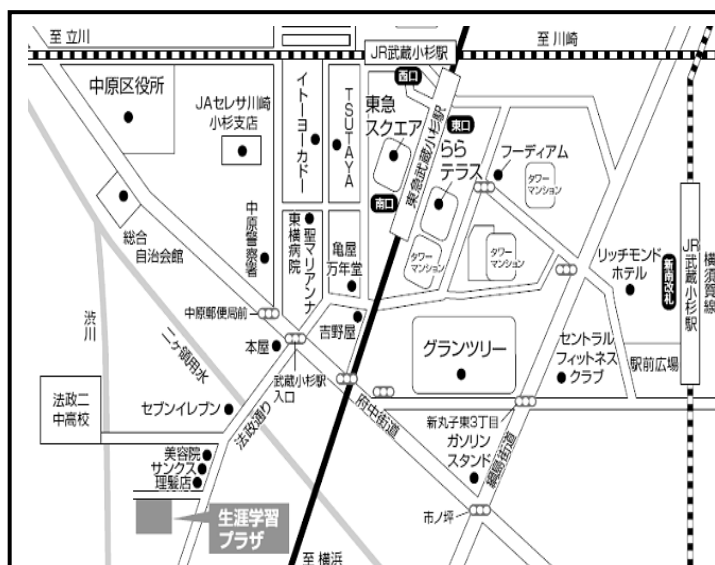 至 立川
JR武蔵小杉駅
至 川崎
中原区役所
JAセレサ川崎
小杉支店
イトーヨーカドー
TSUTAYA
西口
東急
スクエア
東急武蔵小杉駅
東口
らら
テラス
フーディアム
タワー
マンション
南口
総合
自治会館
中原警察署
聖マリアンナ
東横病院
亀屋
万年堂
タワー
マンション
タワー
マンション
リッチモンド
ホテル
新南改札
JR武蔵小杉駅
横須賀線
渋川
二ヶ領用水
中原郵便局前
本屋
吉野屋
武蔵小杉駅
入口
グランツリー
セントラル
フィットネス
クラブ
駅前広場
法政二
中高校
セブンイレブン
法政通り
府中街道
新丸子東3丁目
ガソリン
スタンド
綱島街道
美容院
サンクス
理髪店
生涯学習
プラザ
市ノ坪
至 横浜